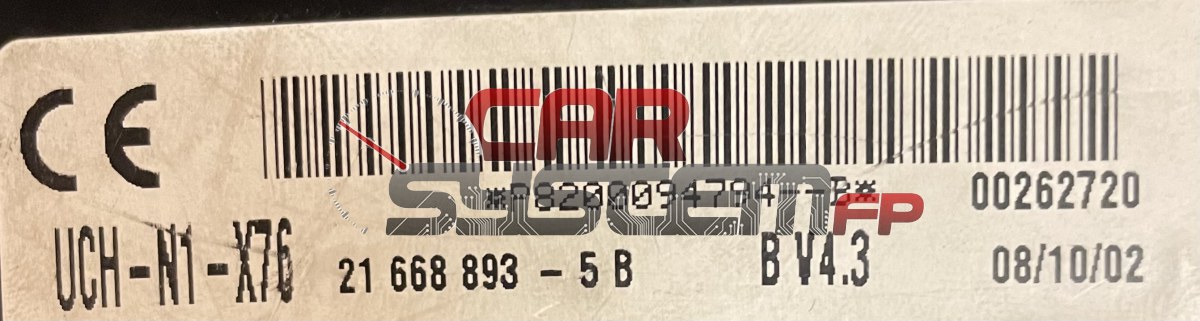 CE
CAR
SYSTEM FP
*P8200094794--B* 00262720
UCH-N1-X76 21 668 893 - 5 B B V4.3 08/10/02